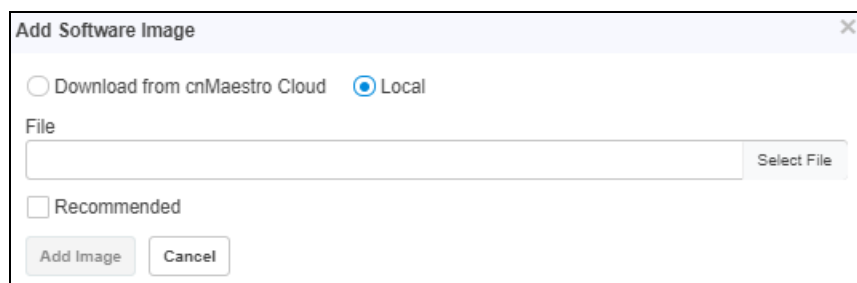 Add Software Image
Download from cnMaestro Cloud Local
File
Select File
Recommended
Add Image Cancel